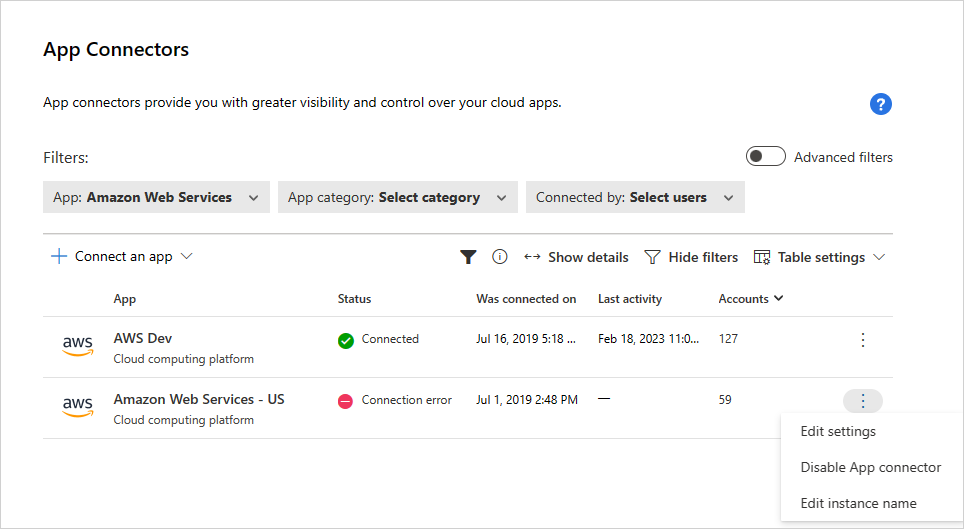 App Connectors
App connectors provide you with greater visibility and control over your cloud apps.
?
Filters:
Advanced filters
App: Amazon Web Services
App category: Select category
Connected by: Select users
Connect an app
Show details
Hide filters
Table settings
App
Status
Was connected on
Last activity
Accounts
aws
AWS Dev
Cloud computing platform
Connected
Jul 16, 2019 5:18 ...
Feb 18, 2023 11:0...
127
aws
Amazon Web Services - US
Cloud computing platform
Connection error
Jul 1, 2019 2:48 PM
—
59
Edit settings
Disable App connector
Edit instance name